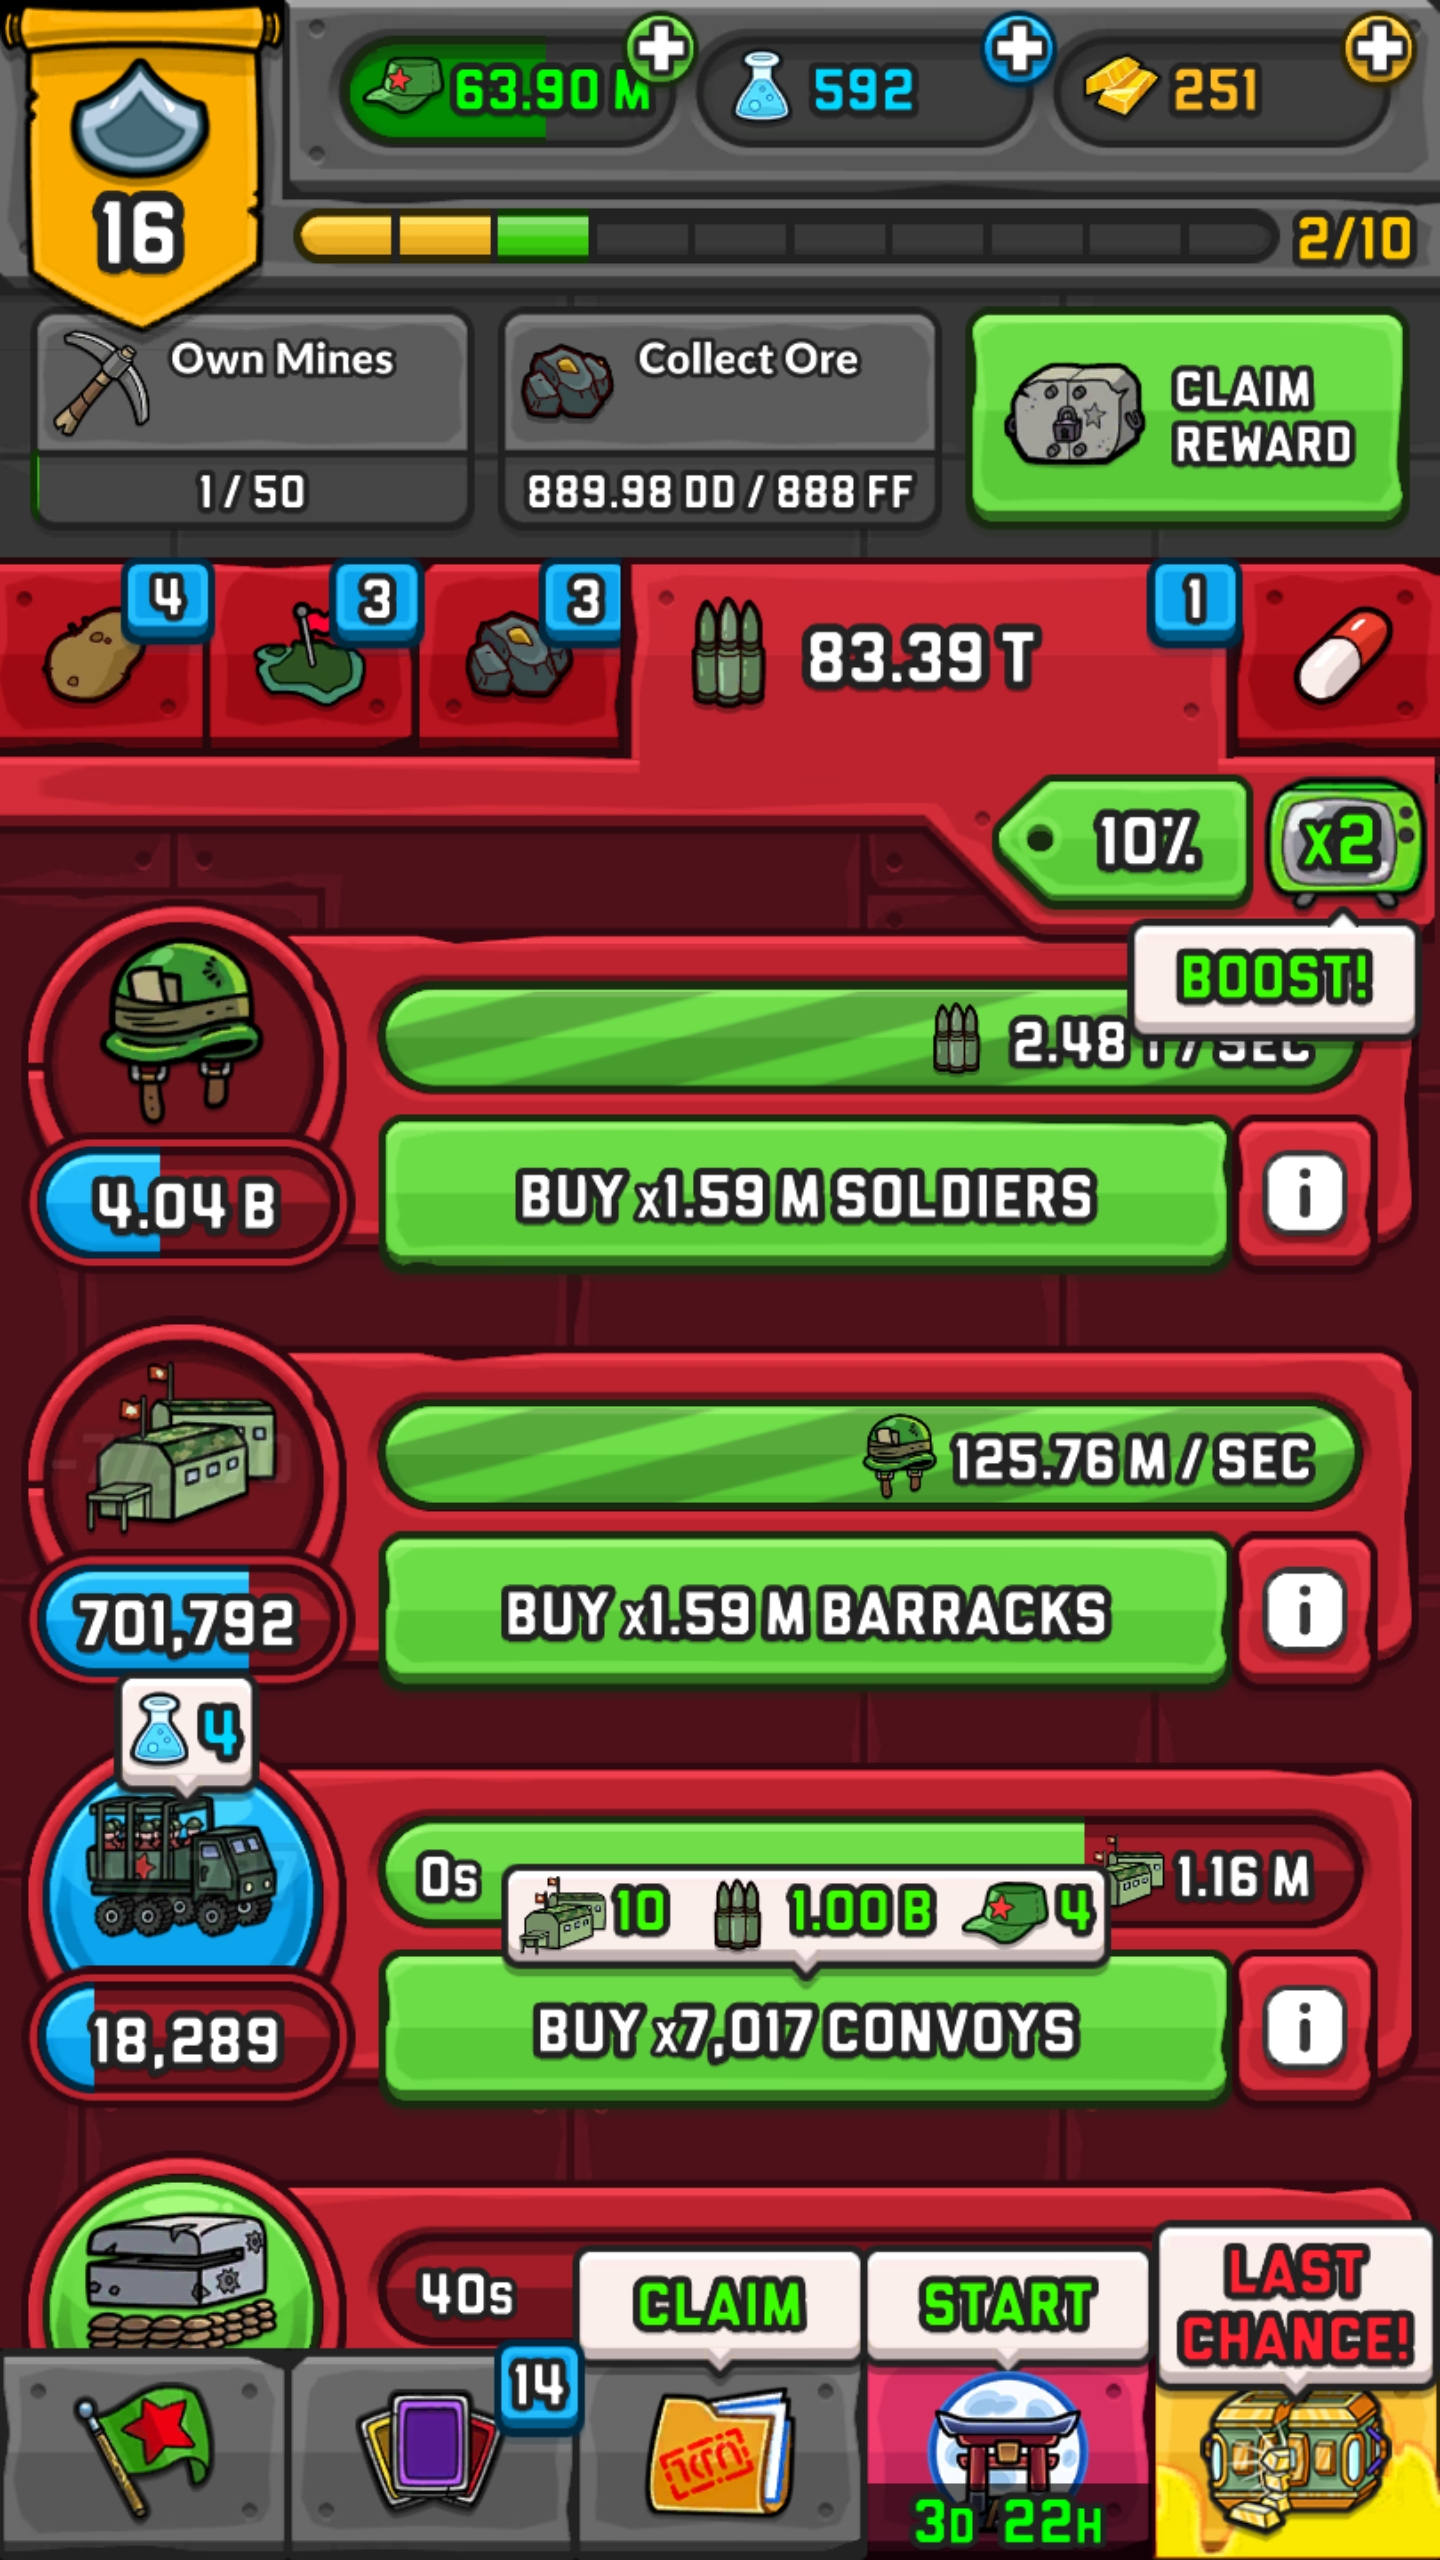 63.90 M
592
251
16
2/10
Own Mines
1 / 50
Collect Ore
889.98 DD / 888 FF
CLAIM
REWARD
4
3
3
83.39 T
1
10%
x2
BOOST!
2.48 T / SEC
4.04 B
BUY x1.59 M SOLDIERS
i
125.76 M / SEC
701,792
BUY x1.59 M BARRACKS
i
4
0s
1.16 M
10
1.00 B
4
18,289
BUY x7,017 CONVOYS
i
40s
CLAIM
START
LAST
CHANCE!
14
3D 22H